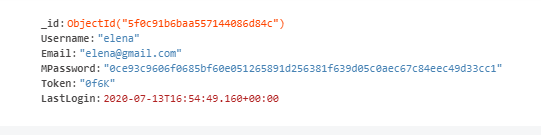 _id: ObjectId("5f0c91b6baa557144086d84c")
Username: "elena"
Email: "elena@gmail.com"
MPassword: "0ce93c9606f0685bf60e051265891d256381f639d05c0aec67c84eec49d33cc1"
Token: "0f6K"
LastLogin: 2020-07-13T16:54:49.160+00:00